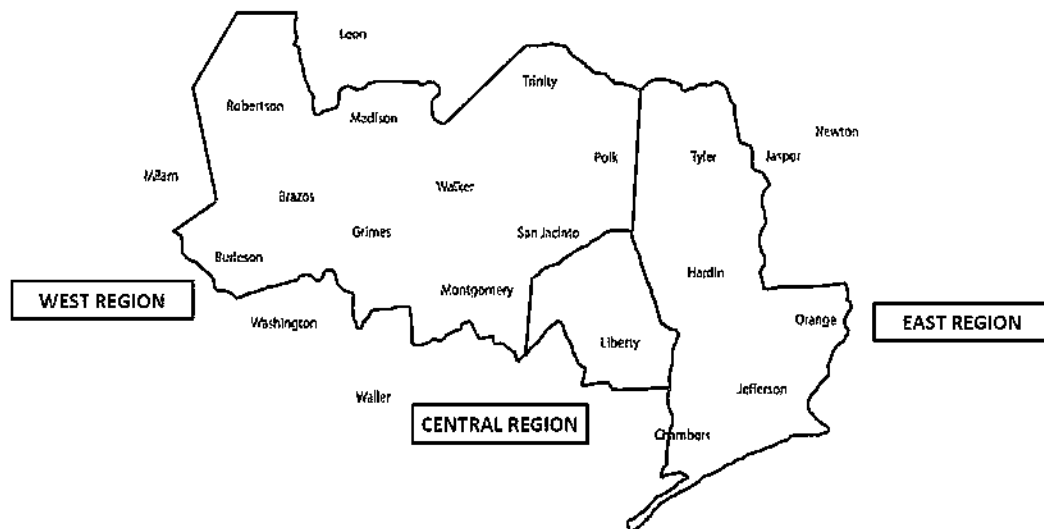 Leon
Trinity
Robertson
Madison
Newton
Polk
Tyler
Jasper
Milam
Brazos
Walker
Grimes
San Jacinto
Burleson
Hardin
Montgomery
WEST REGION
Washington
Orange
EAST REGION
Liberty
Jefferson
Waller
CENTRAL REGION
Chambers